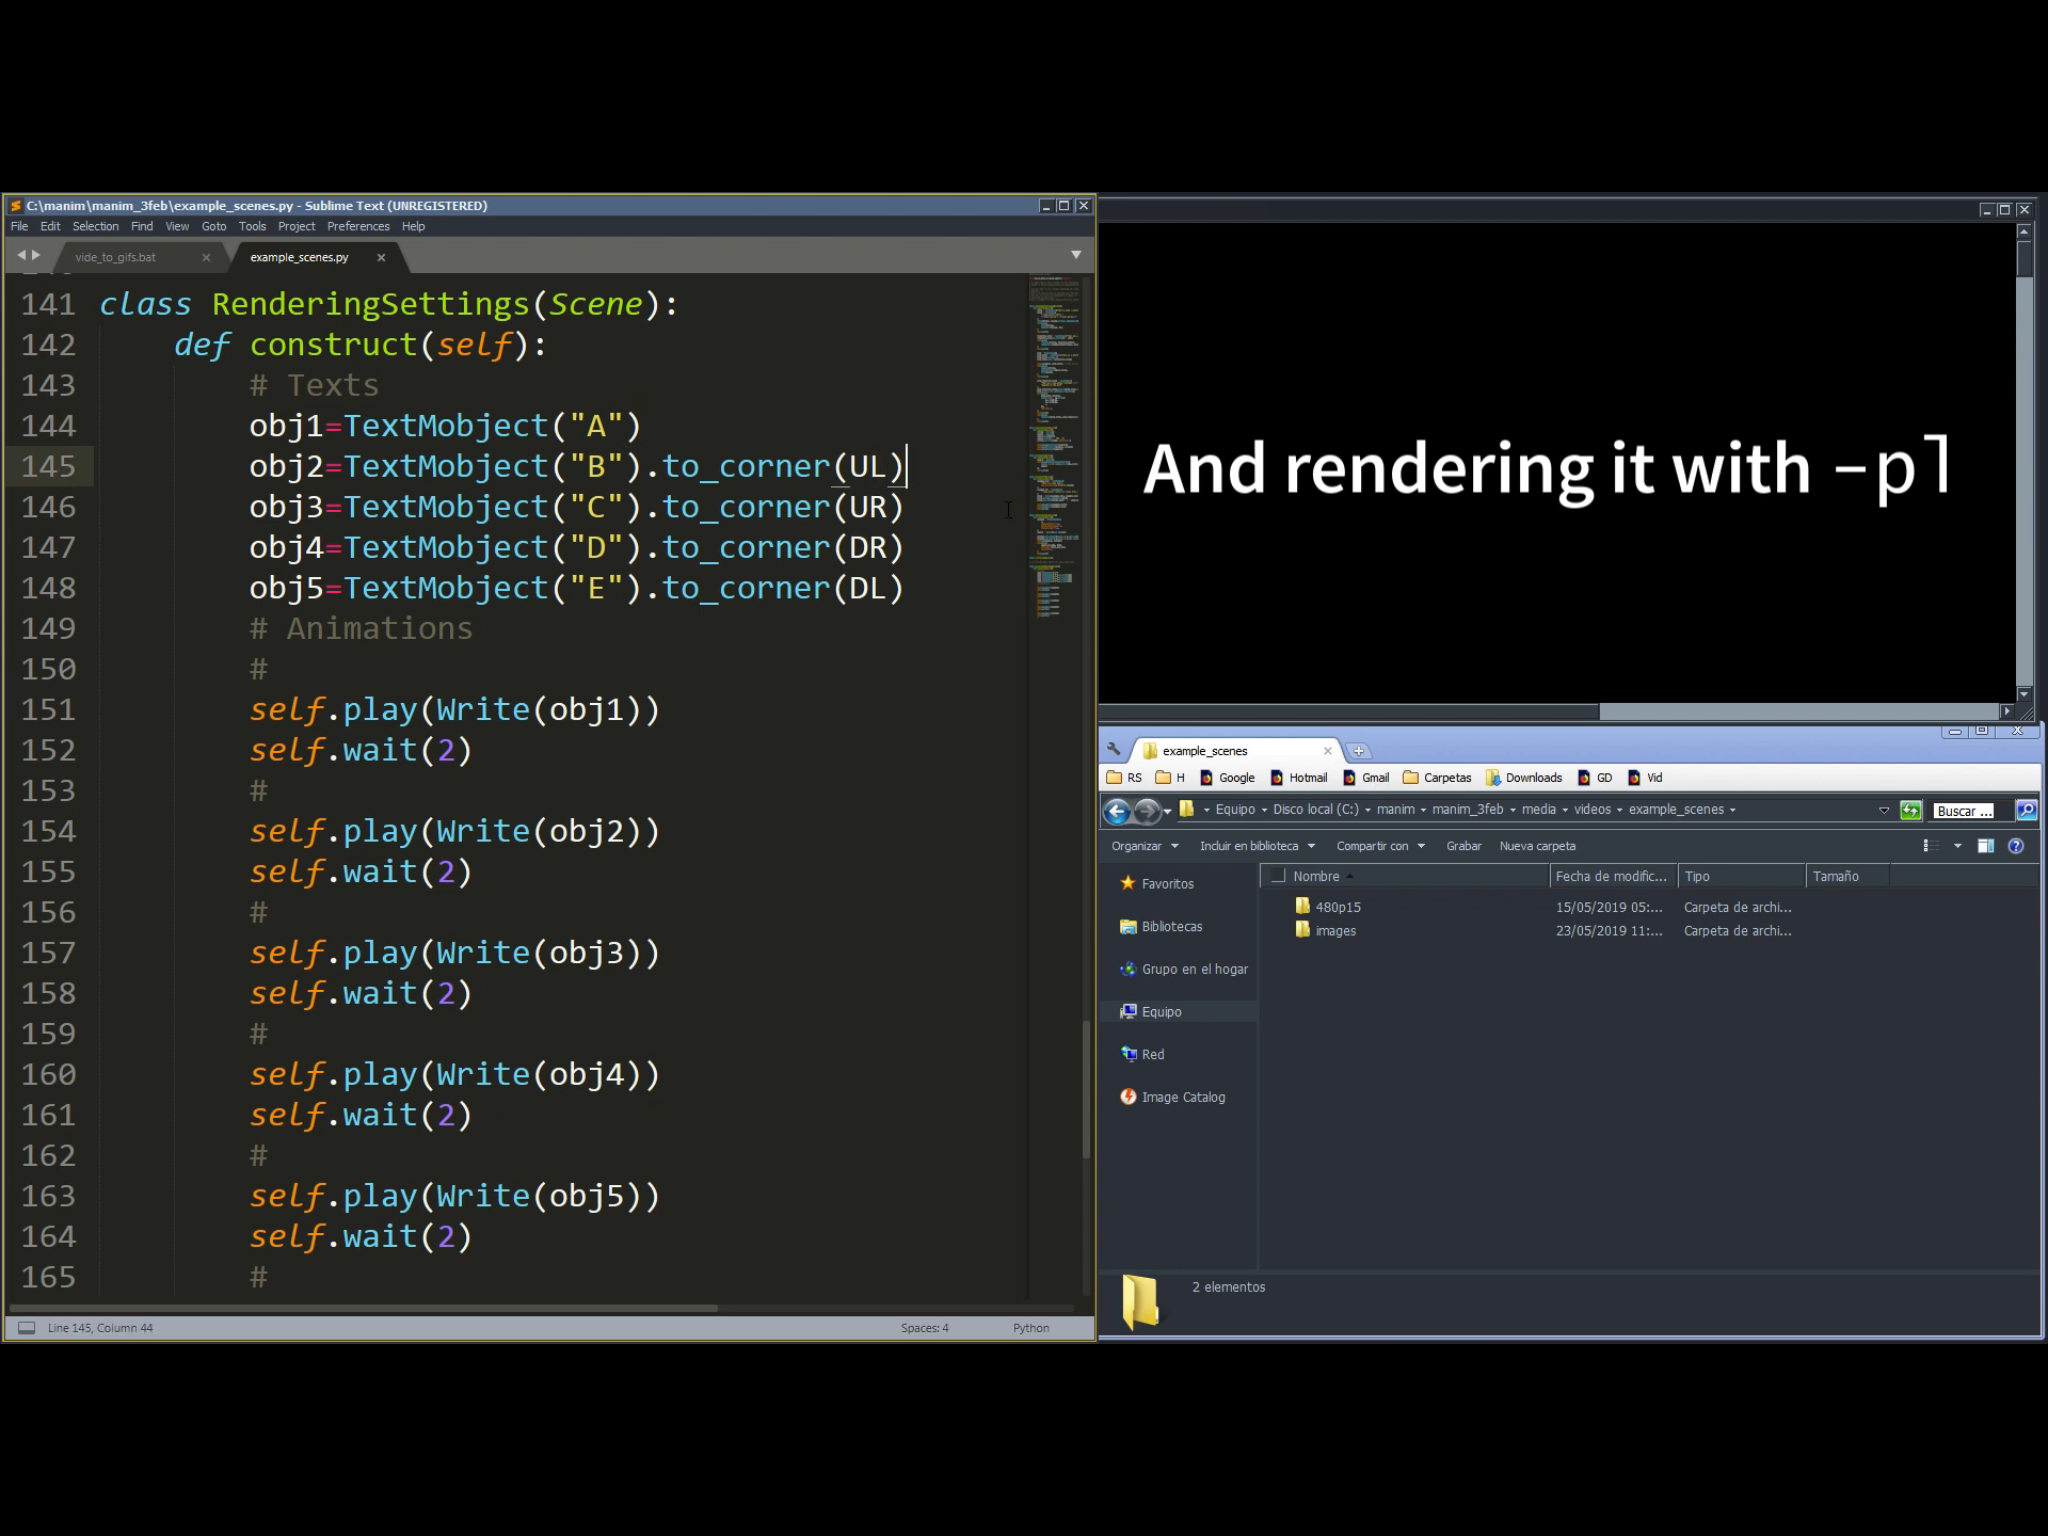 C:\manim\manim_3feb\example_scenes.py - Sublime Text (UNREGISTERED)
File Edit Selection Find View Goto Tools Project Preferences Help
vide_to_gifs.bat
example_scenes.py
141 class RenderingSettings(Scene):
142 def construct(self):
143 # Texts
144 obj1=TextMobject("A")
145 obj2=TextMobject("B").to_corner(UL)
146 obj3=TextMobject("C").to_corner(UR)
147 obj4=TextMobject("D").to_corner(DR)
148 obj5=TextMobject("E").to_corner(DL)
149 # Animations
150 #
151 self.play(Write(obj1))
152 self.wait(2)
153 #
154 self.play(Write(obj2))
155 self.wait(2)
156 #
157 self.play(Write(obj3))
158 self.wait(2)
159 #
160 self.play(Write(obj4))
161 self.wait(2)
162 #
163 self.play(Write(obj5))
164 self.wait(2)
165 #
Line 145, Column 44
Spaces: 4
Python
And rendering it with -pl
example_scenes
RS H Google Hotmail Gmail Carpetas Downloads GD Vid
Equipo Disco local (C:) manim manim_3feb media videos example_scenes
Buscar ...
Organizar Incluir en biblioteca Compartir con Grabar Nueva carpeta
Nombre Fecha de modific... Tipo Tamaño
480p15 15/05/2019 05:... Carpeta de archi...
images 23/05/2019 11:... Carpeta de archi...
Favoritos
Bibliotecas
Grupo en el hogar
Equipo
Red
Image Catalog
2 elementos